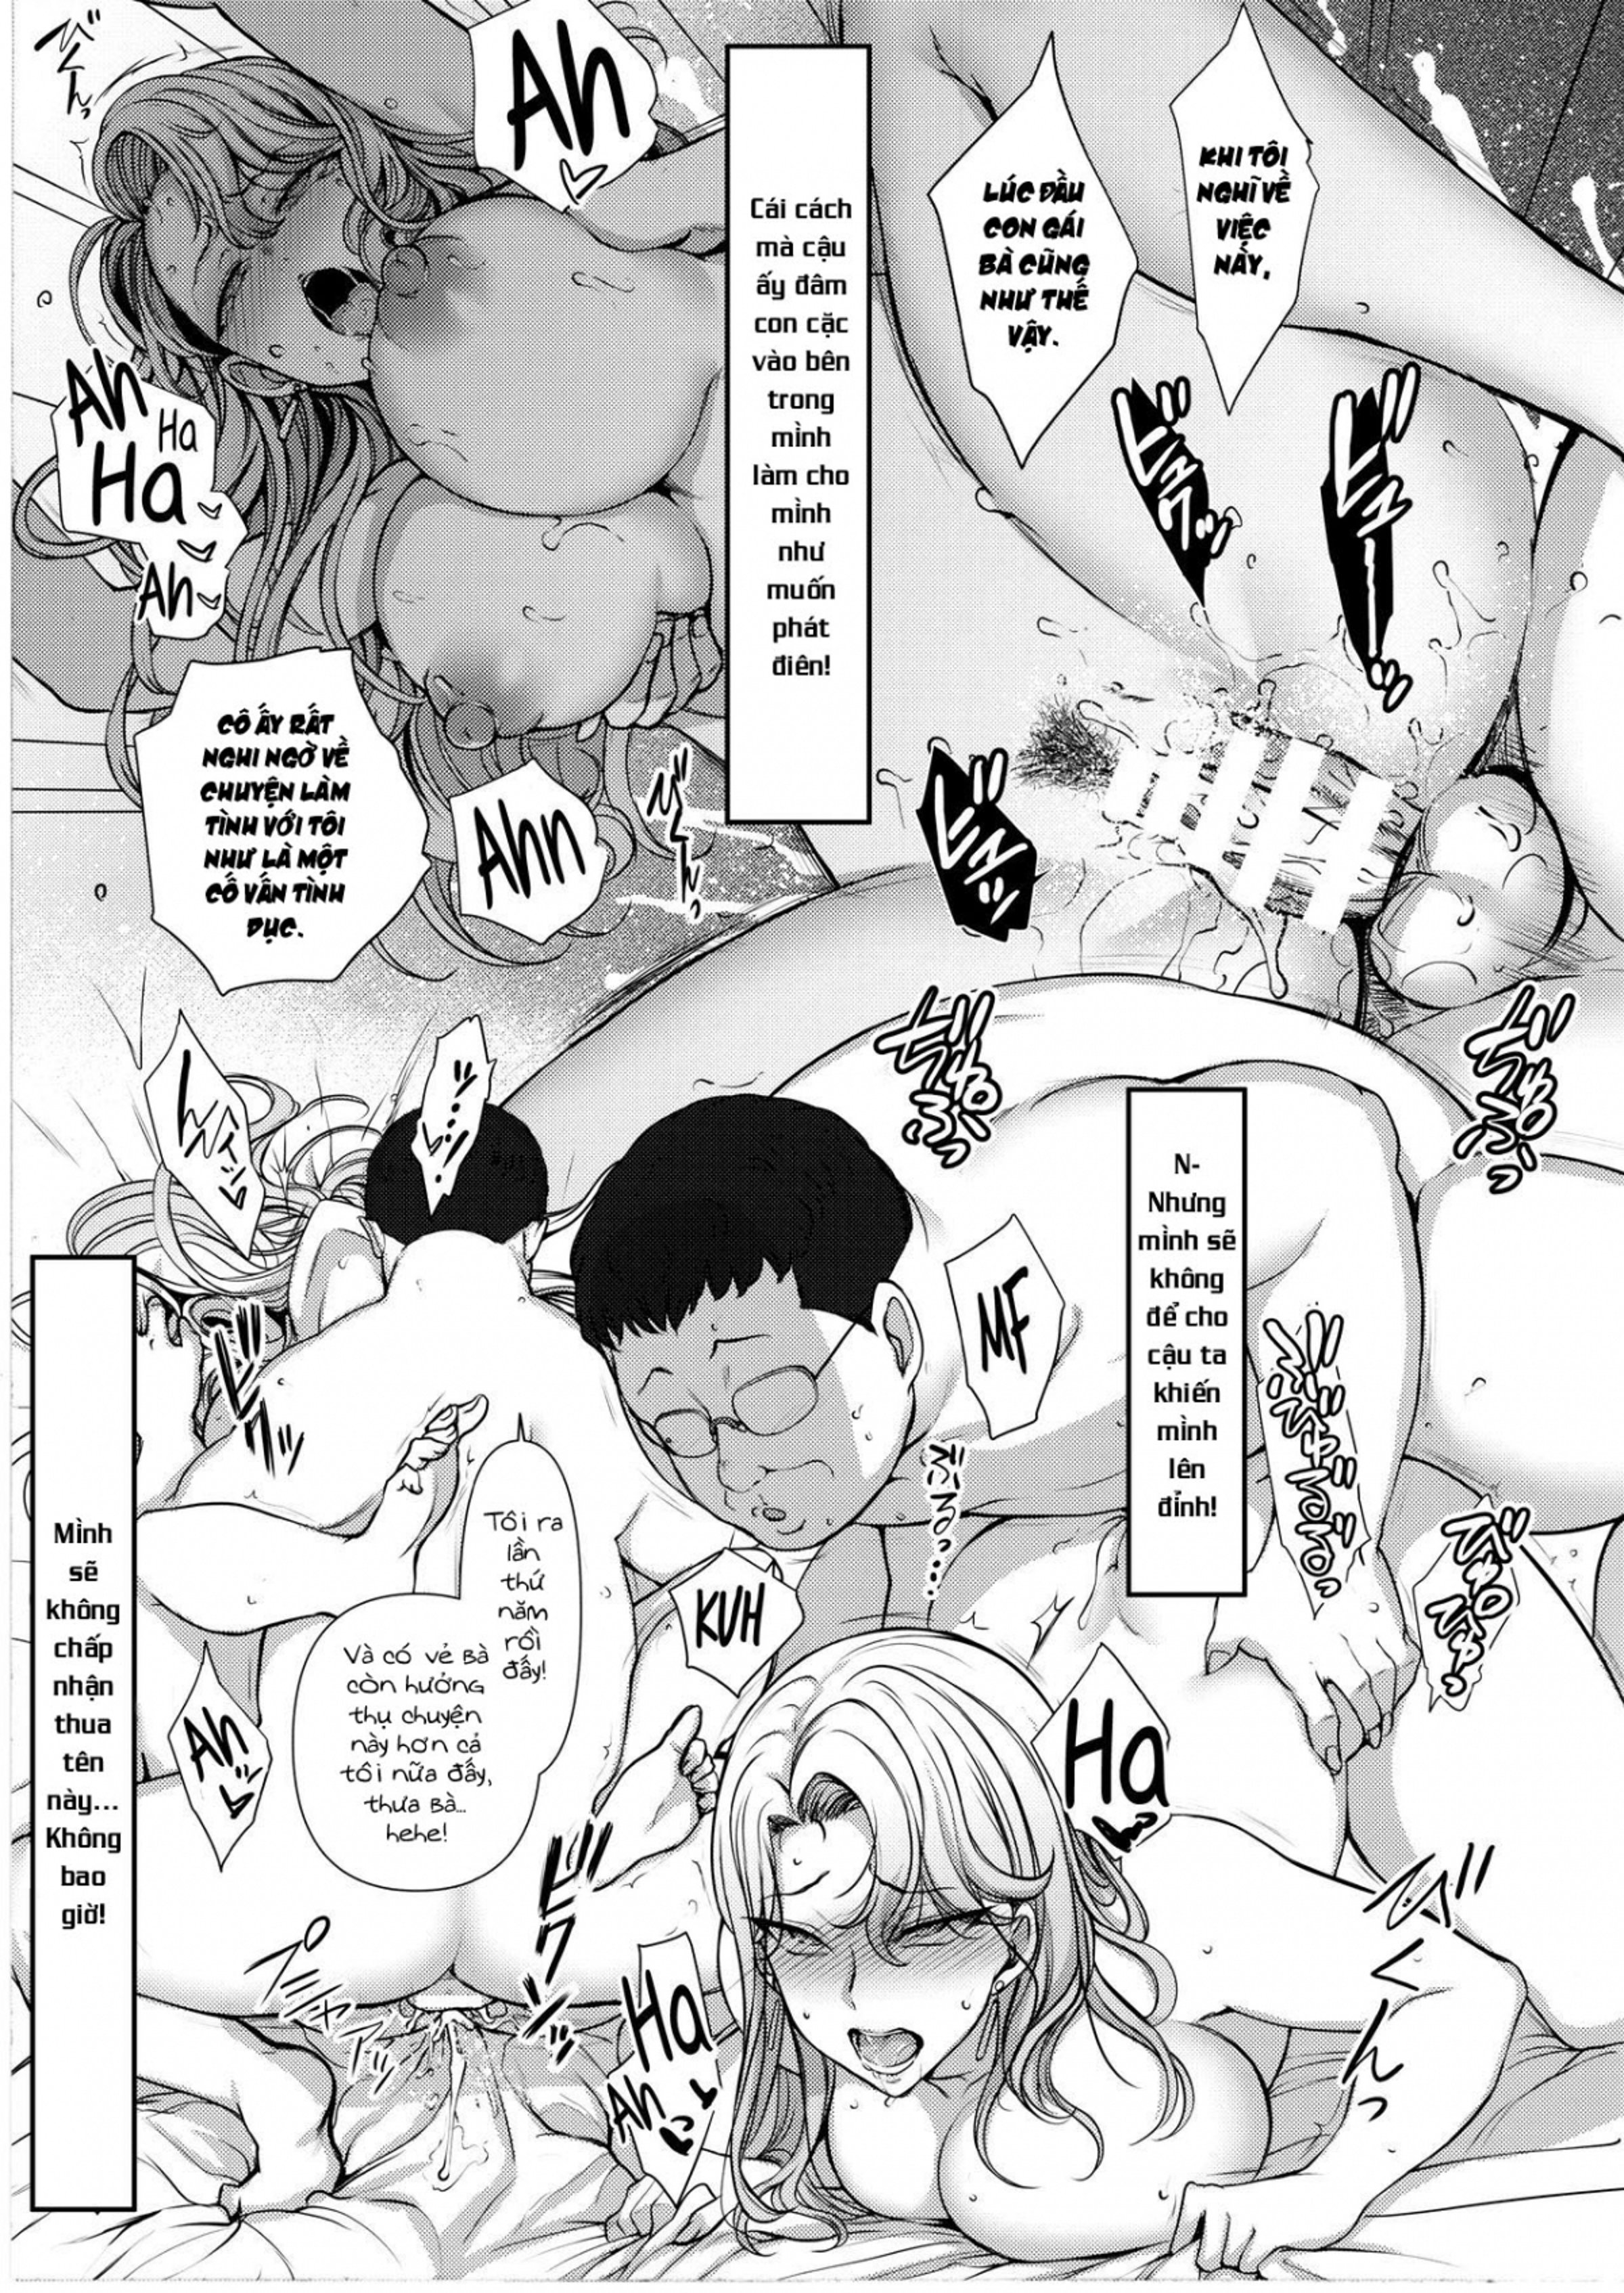 KHI TÔI
NGHĨ VỀ
VIỆC
NÀY,
LÚC ĐẦU
CON GÁI
BÀ CŨNG
NHƯ THẾ
VẬY.
Cái cách
mà cậu
ấy đâm
con cặc
vào bên
trong
mình
làm cho
mình
như
muốn
phát
điên!
Ah
Ah
Ha
Ha
Ah
CÔ ẤY RẤT
NGHI NGỜ VỀ
CHUYỆN LÀM
TÌNH VỚI TÔI
NHƯ LÀ MỘT
CỐ VẤN TÌNH
DỤC.
Ahn
N-
Nhưng
mình sẽ
không
để cho
cậu ta
khiến
mình
lên
đỉnh!
MF
KUH
Ha
Tôi ra
lần
thứ
năm
rồi
đấy!
Và có vẻ Bà
còn hưởng
thụ chuyện
này hơn cả
tôi nữa đấy,
thưa Bà...
hehe!
Ah
Ha
Ah
Mình
sẽ
không
chấp
nhận
thua
tên
này...
Không
bao
giờ!